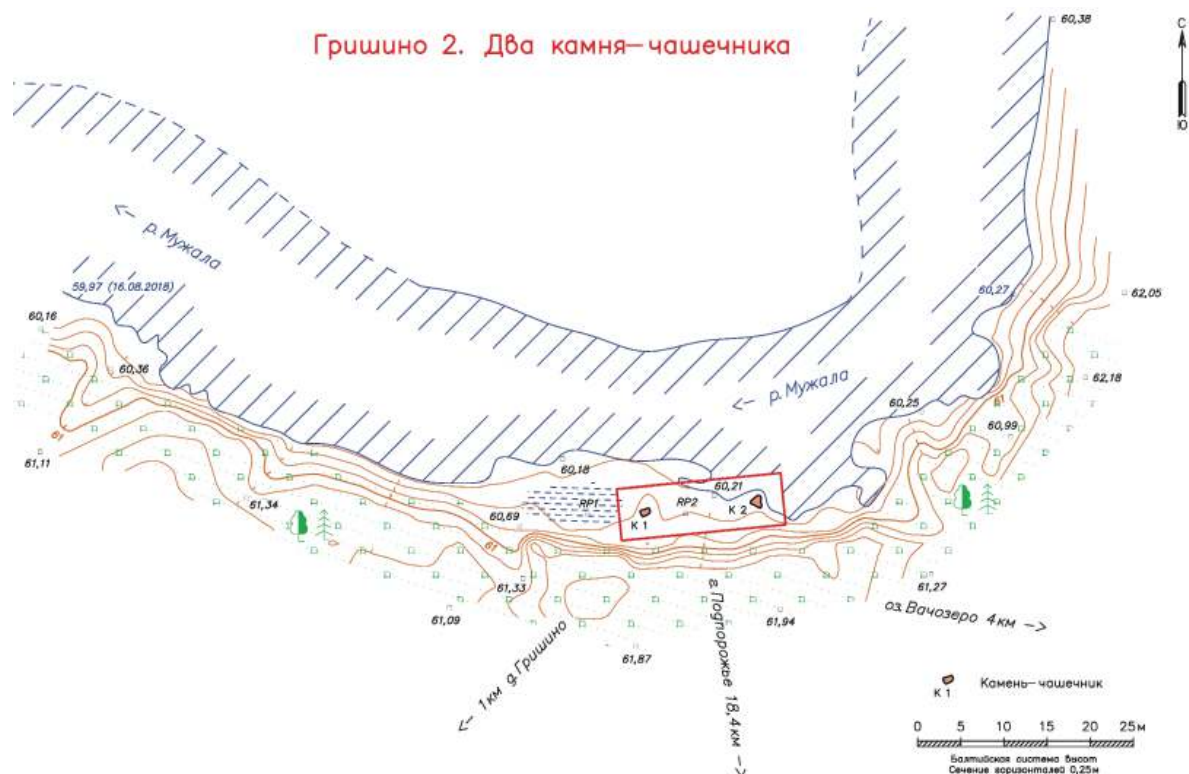 60,38
С
Гришино 2. Два камня-чашечника
Ю
<- р. Мужала
59,97 (16.08.2018)
60,27
62,05
60,16
60,36
<- р. Мужала
62,18
60,25
61
60,99
61
61,11
60,18
61,34
60,21
RP1
RP2
60,69
К 1
К 2
61
61,33
61,27
61,09
61,94
оз. Вачозеро 4км ->
61,87
<- 1км д. Гришино
г. Подпорожье 18,4км ->
К 1
Камень-чашечник
0 5 10 15 20 25м
Балтийская система высот
Сечение горизонталей 0,25м